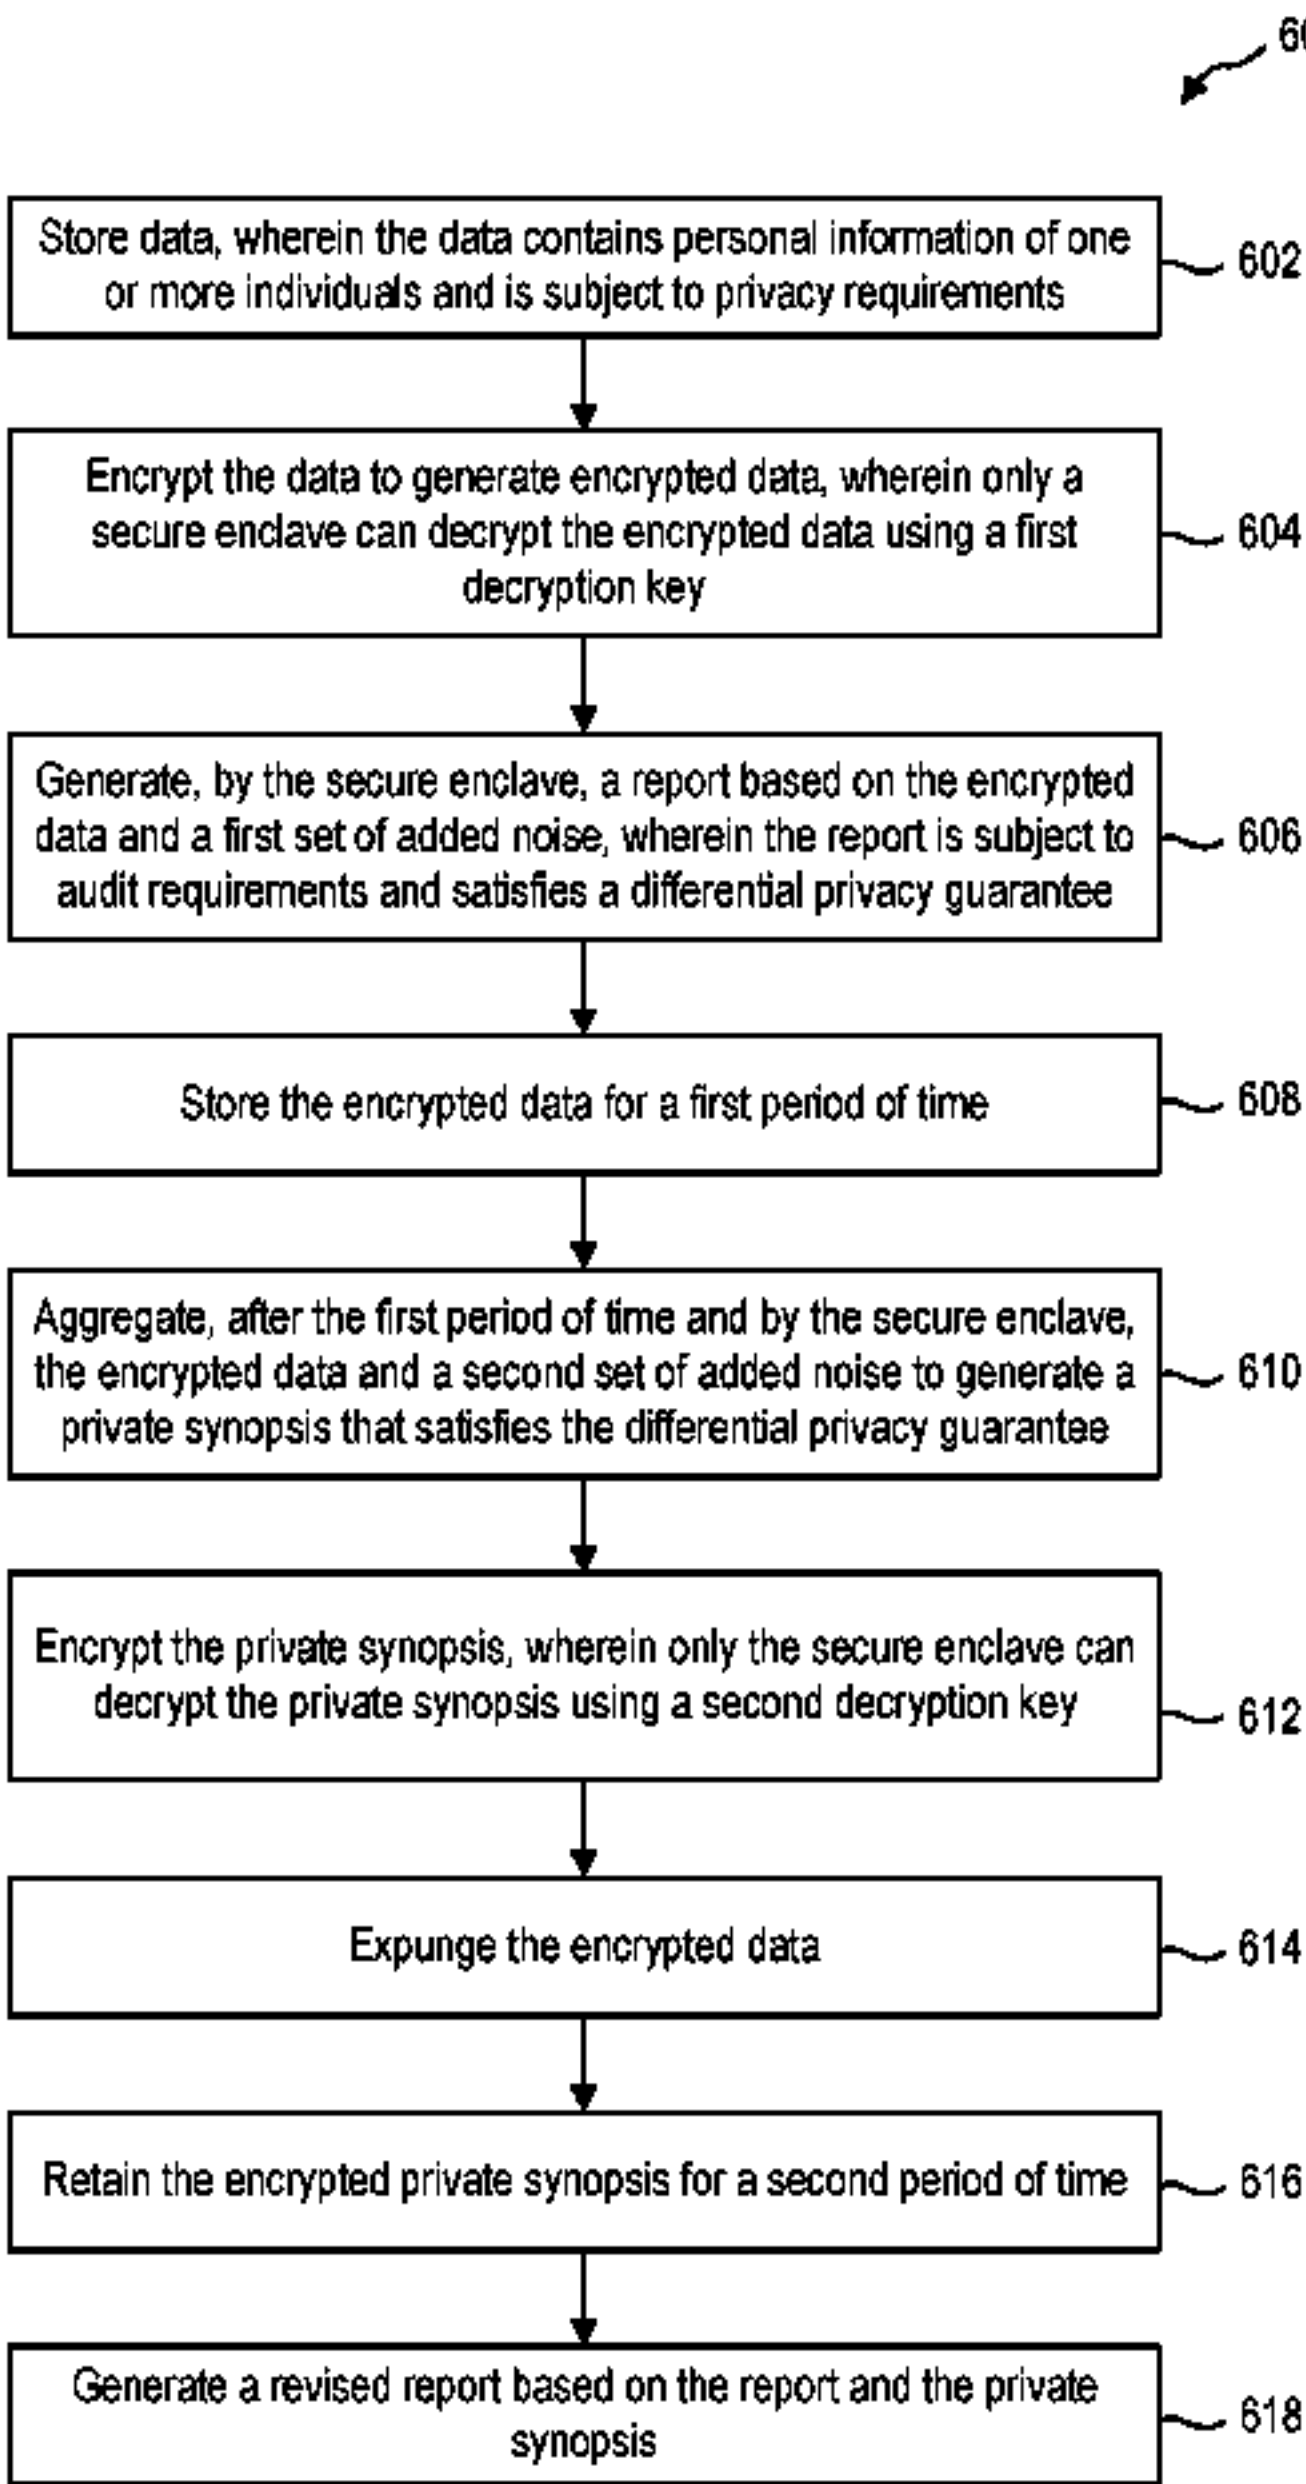 Store data, wherein the data contains personal information of one
or more individuals and is subject to privacy requirements
602
Encrypt the data to generate encrypted data, wherein only a
secure enclave can decrypt the encrypted data using a first
decryption key
604
Generate, by the secure enclave, a report based on the encrypted
data and a first set of added noise, wherein the report is subject to
audit requirements and satisfies a differential privacy guarantee
606
Store the encrypted data for a first period of time
608
Aggregate, after the first period of time and by the secure enclave,
the encrypted data and a second set of added noise to generate a
private synopsis that satisfies the differential privacy guarantee
610
Encrypt the private synopsis, wherein only the secure enclave can
decrypt the private synopsis using a second decryption key
612
Expunge the encrypted data
614
Retain the encrypted private synopsis for a second period of time
616
Generate a revised report based on the report and the private
synopsis
618